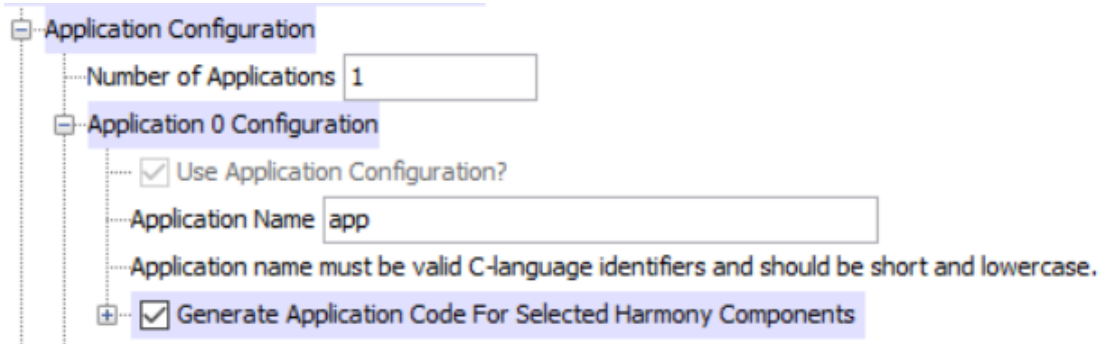 Application Configuration
Number of Applications 1
Application 0 Configuration
Use Application Configuration?
Application Name app
Application name must be valid C-language identifiers and should be short and lowercase.
Generate Application Code For Selected Harmony Components